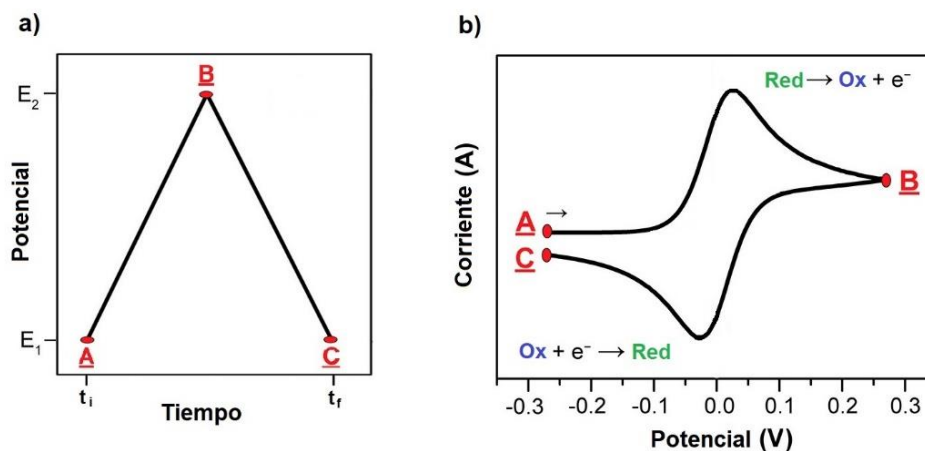 a)
Potencial
E₂
E₁
A
B
C
tᵢ
t_f
Tiempo
b)
Corriente (A)
Red → Ox + e⁻
A →
B
C
Ox + e⁻ → Red
-0.3 -0.2 -0.1 0.0 0.1 0.2 0.3
Potencial (V)